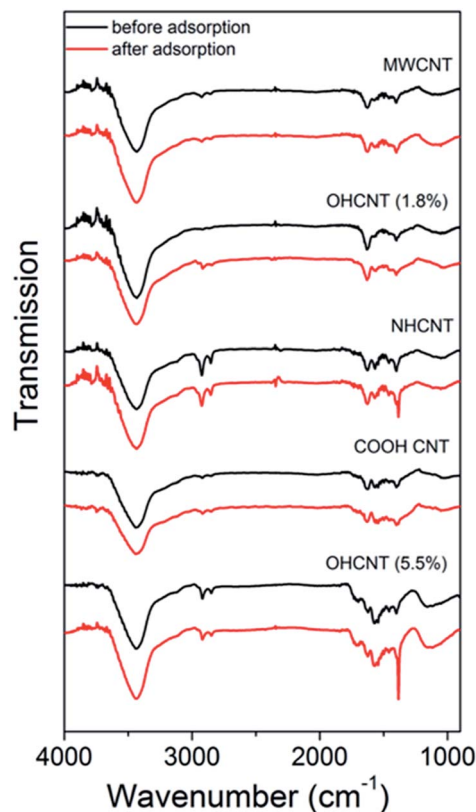 before adsorption
after adsorption
MWCNT
OHCNT (1.8%)
NHCNT
COOH CNT
OHCNT (5.5%)
Transmission
4000 3000 2000 1000
Wavenumber (cm⁻¹)